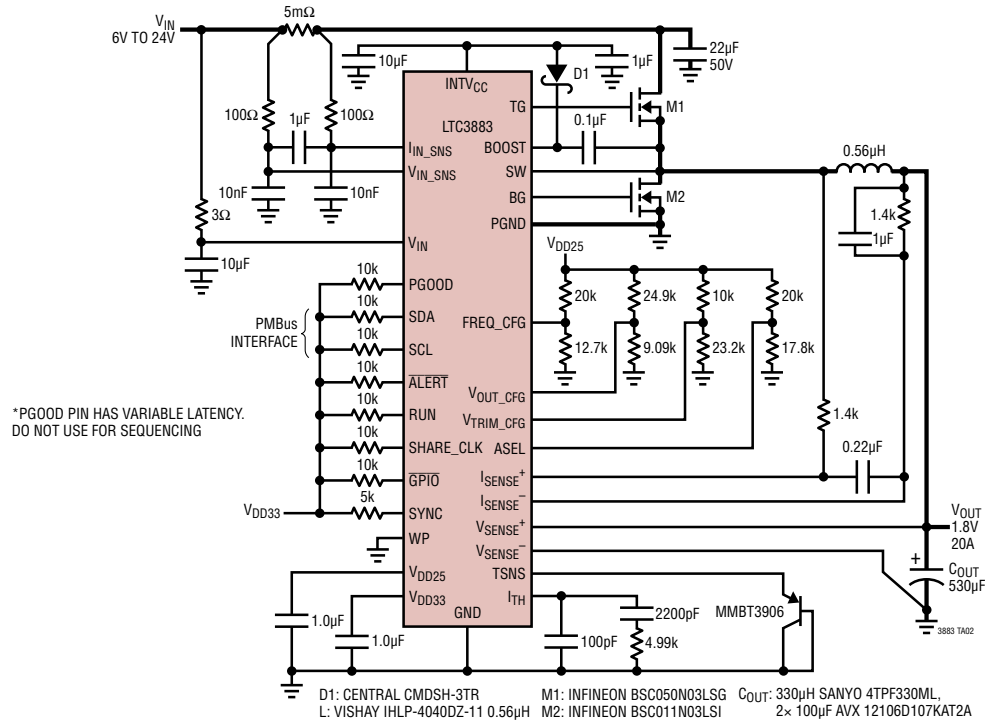 5mΩ
VIN
6V TO 24V
10µF
1µF
D1
22µF
50V
INTVCC
LTC3883
TG
M1
100Ω
1µF
100Ω
0.1µF
0.56µH
IIN_SNS
BOOST
VIN_SNS
SW
10nF
10nF
BG
M2
3Ω
PGND
1.4k
1µF
VIN
VDD25
10µF
10k
PGOOD
20k
24.9k
10k
20k
PMBus
INTERFACE
10k
SDA
FREQ_CFG
10k
SCL
12.7k
9.09k
23.2k
17.8k
10k
ALERT
VOUT_CFG
*PGOOD PIN HAS VARIABLE LATENCY.
DO NOT USE FOR SEQUENCING
10k
RUN
VTRIM_CFG
1.4k
10k
SHARE_CLK
ASEL
0.22µF
10k
GPIO
ISENSE+
ISENSE–
VDD33
5k
SYNC
VSENSE+
VOUT
1.8V
20A
WP
VSENSE–
VDD25
TSNS
+
COUT
530µF
VDD33
ITH
2200pF
MMBT3906
GND
1.0µF
1.0µF
100pF
4.99k
3883 TA02
D1: CENTRAL CMDSH-3TR
L: VISHAY IHLP-4040DZ-11 0.56µH
M1: INFINEON BSC050N03LSG
M2: INFINEON BSC011N03LSI
COUT: 330µH SANYO 4TPF330ML,
2× 100µF AVX 12106D107KAT2A